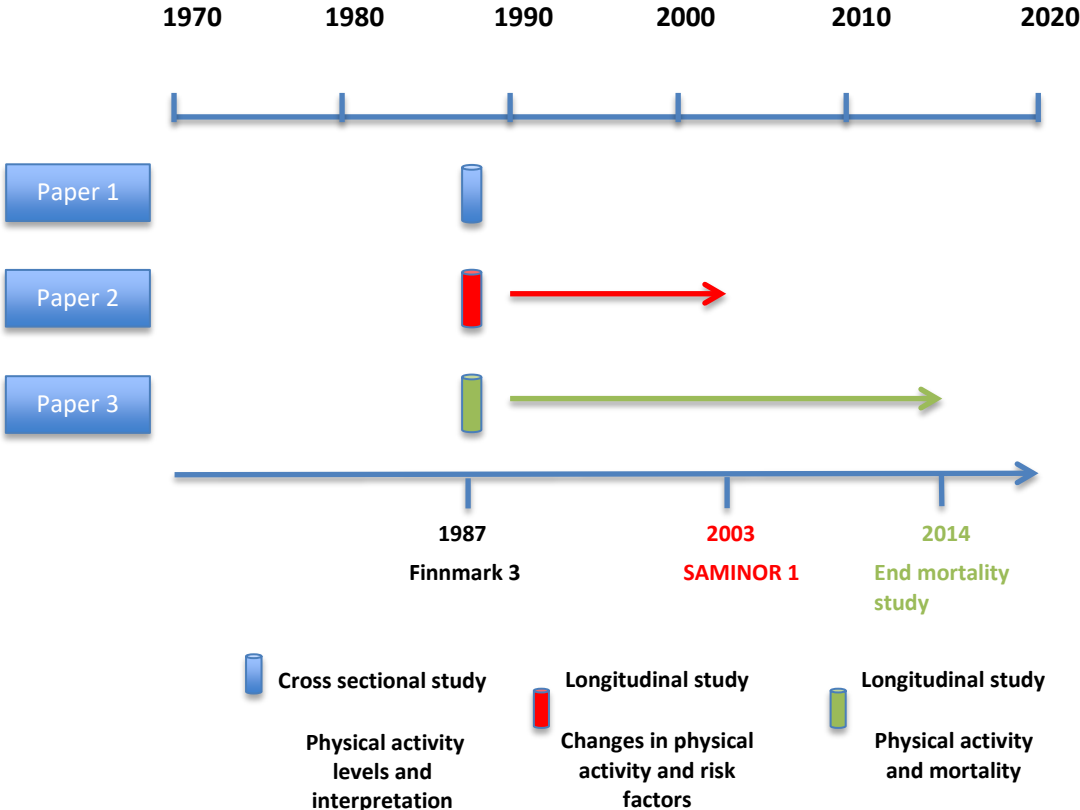 1970 1980 1990 2000 2010 2020
Paper 1
Paper 2
Paper 3
1987 2003 2014
Finnmark 3 SAMINOR 1 End mortality
study
Cross sectional study Longitudinal study Longitudinal study
Physical activity Changes in physical Physical activity
levels and activity and risk and mortality
interpretation factors